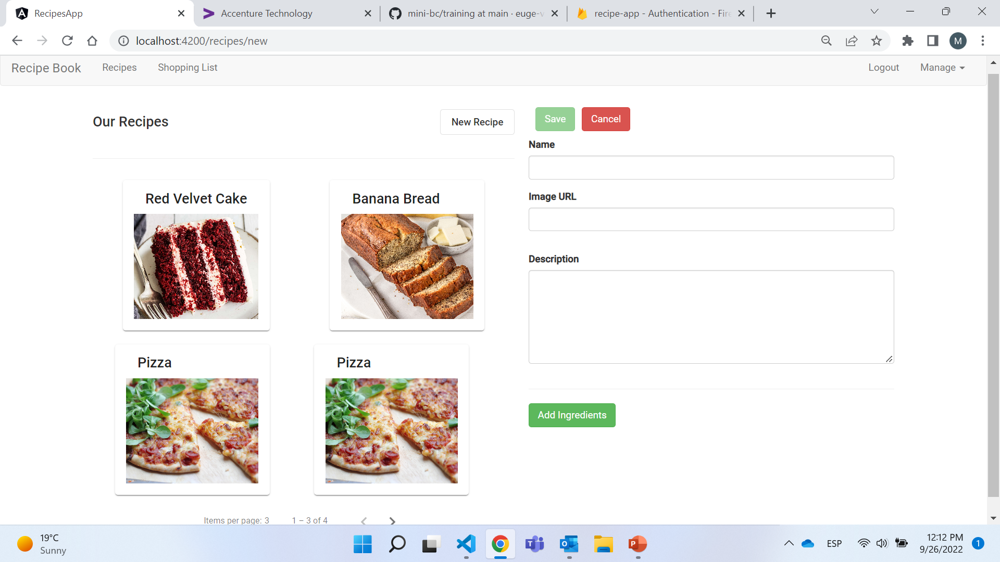 RecipesApp
Accenture Technology
mini-bc/training at main · euge-v
recipe-app - Authentication - Fire
localhost:4200/recipes/new
M
Recipe Book Recipes Shopping List Logout Manage
Our Recipes
New Recipe
Save Cancel
Name
Image URL
Description
Add Ingredients
Red Velvet Cake
Banana Bread
Pizza
Pizza
Items per page: 3 1 – 3 of 4
19°C
Sunny
ESP
12:12 PM
9/26/2022
1